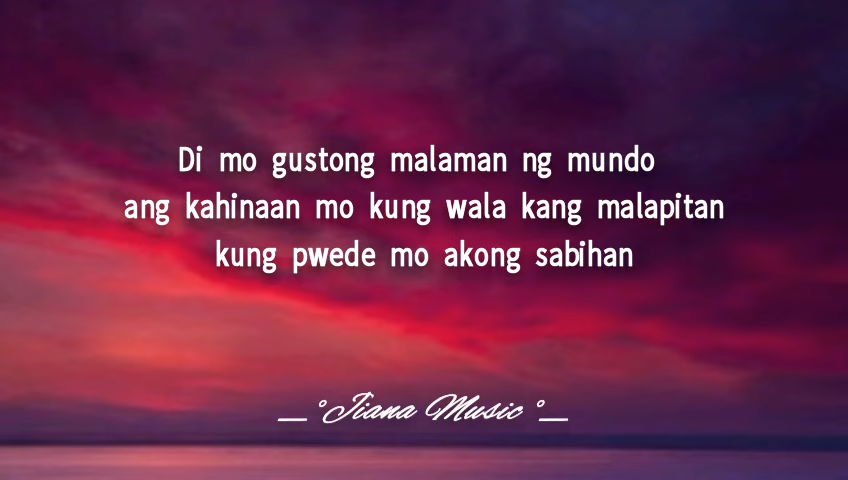 Di mo gustong malaman ng mundo
ang kahinaan mo kung wala kang malapitan
kung pwede mo akong sabihan
__°Jiana Music °__